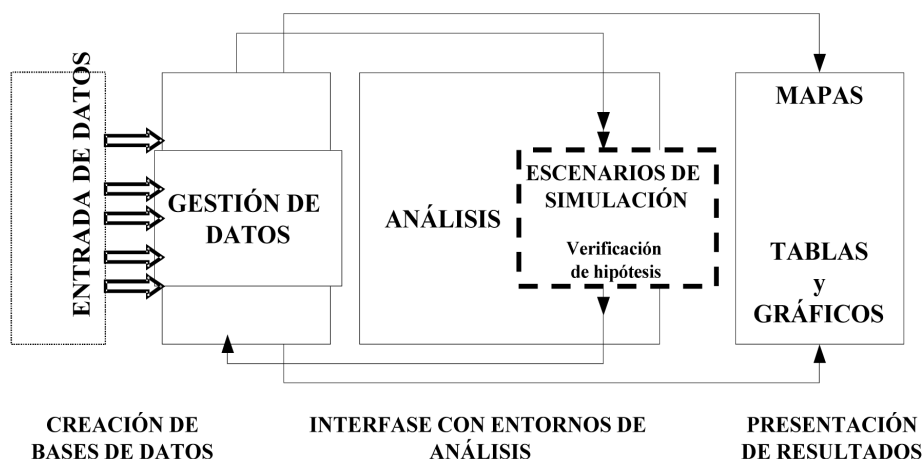 ENTRADA DE DATOS
GESTIÓN DE
DATOS
ANÁLISIS
ESCENARIOS DE
SIMULACIÓN
Verificación
de hipótesis
MAPAS
TABLAS
y
GRÁFICOS
CREACIÓN DE
BASES DE DATOS
INTERFASE CON ENTORNOS DE
ANÁLISIS
PRESENTACIÓN
DE RESULTADOS